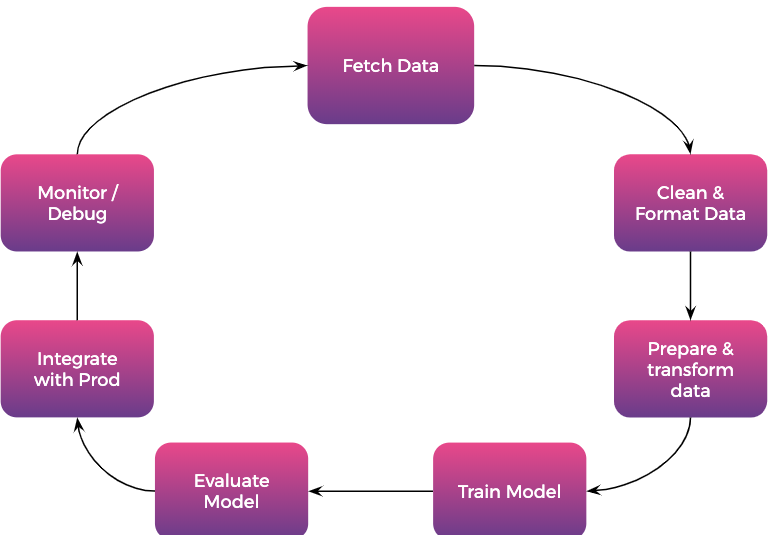 Fetch Data
Clean &
Format Data
Prepare &
transform
data
Train Model
Evaluate
Model
Integrate
with Prod
Monitor /
Debug